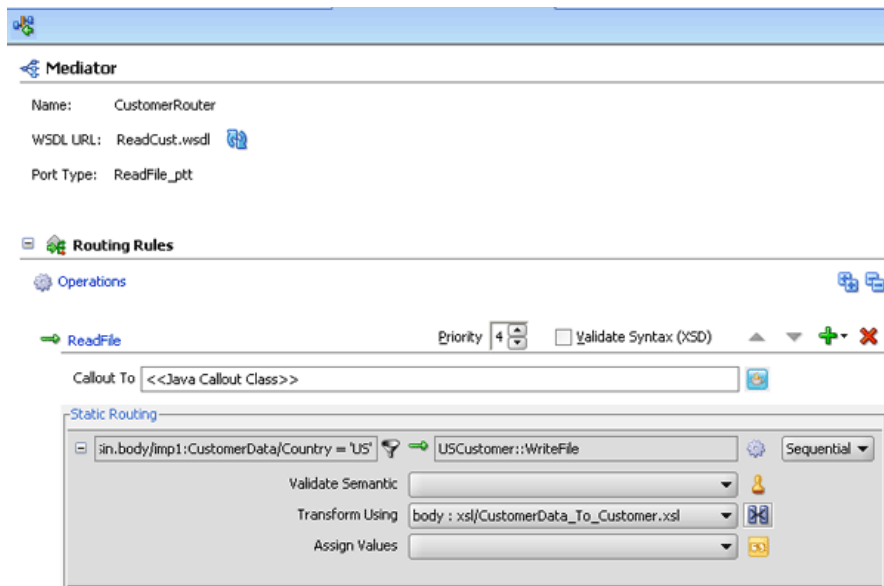 Mediator
Name: CustomerRouter
WSDL URL: ReadCust.wsdl
Port Type: ReadFile_ptt
Routing Rules
Operations
ReadFile Priority 4 Validate Syntax (XSD)
Callout To <<Java Callout Class>>
Static Routing
in.body/imp1:CustomerData/Country = 'US' USCustomer::WriteFile Sequential
Validate Semantic
Transform Using body : xsl/CustomerData_To_Customer.xsl
Assign Values